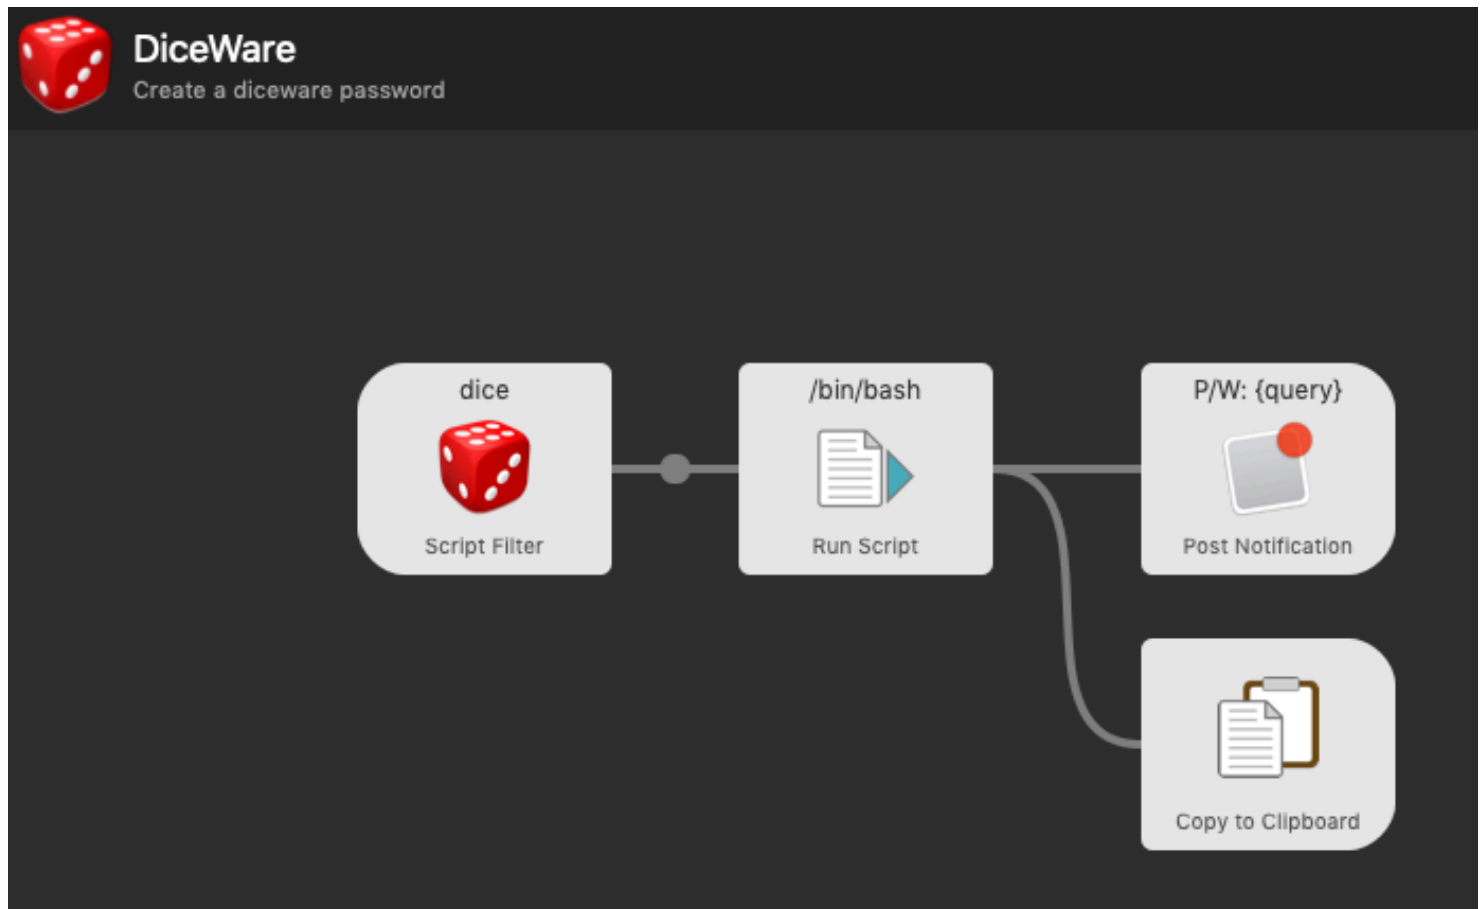 DiceWare
Create a diceware password
dice
Script Filter
/bin/bash
Run Script
P/W: {query}
Post Notification
Copy to Clipboard